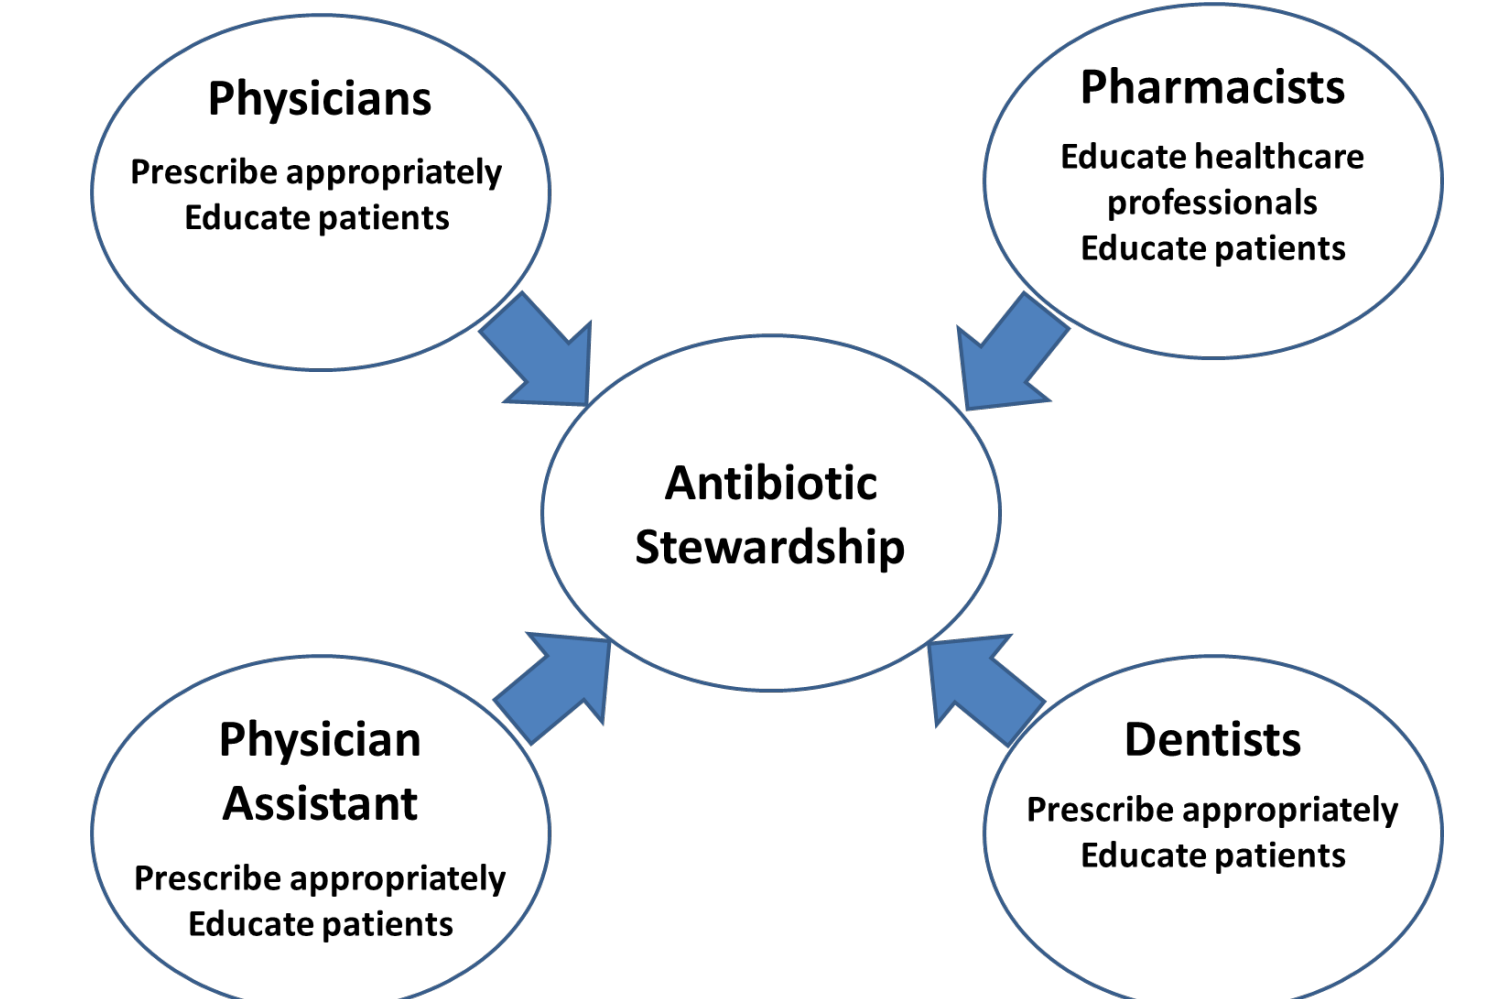 Physicians
Prescribe appropriately
Educate patients
Pharmacists
Educate healthcare
professionals
Educate patients
Antibiotic
Stewardship
Physician
Assistant
Prescribe appropriately
Educate patients
Dentists
Prescribe appropriately
Educate patients